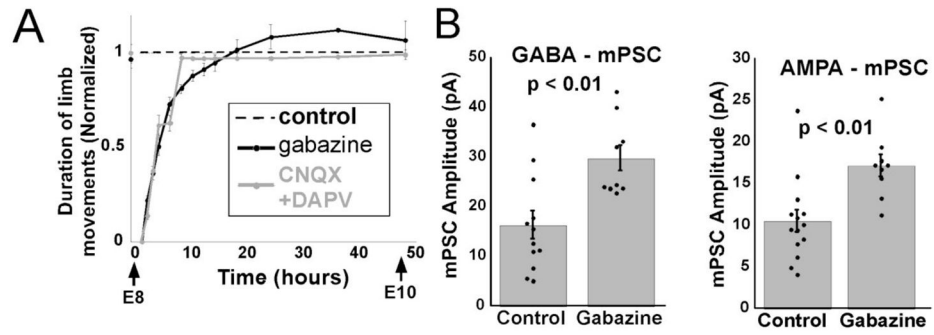 A
Duration of limb
movements (Normalized)
1
0.5
0
control
gabazine
CNQX
+DAPV
0 10 20 30 40 50
Time (hours)
E8
E10
B
GABA - mPSC
p < 0.01
mPSC Amplitude (pA)
50
40
30
20
10
0
Control Gabazine
AMPA - mPSC
p < 0.01
mPSC Amplitude (pA)
30
25
20
15
10
5
0
Control Gabazine